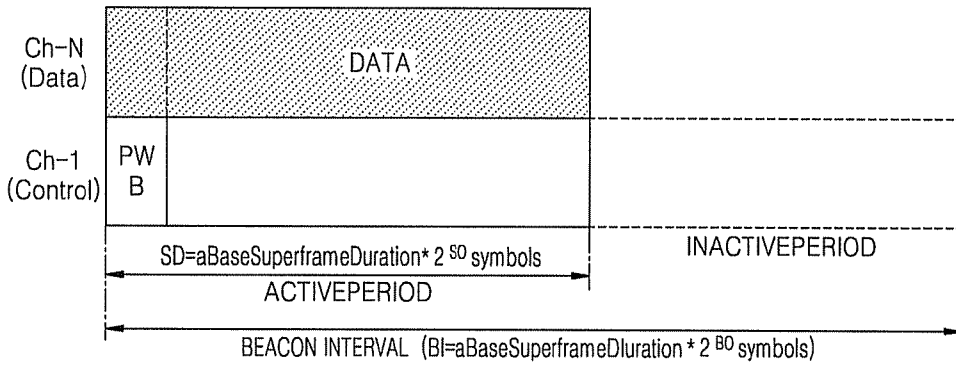 Ch-N
(Data)
DATA
Ch-1
(Control)
PW
B
SD=aBaseSuperframeDuration* 2 SO symbols
INACTIVEPERIOD
ACTIVEPERIOD
BEACON INTERVAL (BI=aBaseSuperframeDluration * 2 BO symbols)